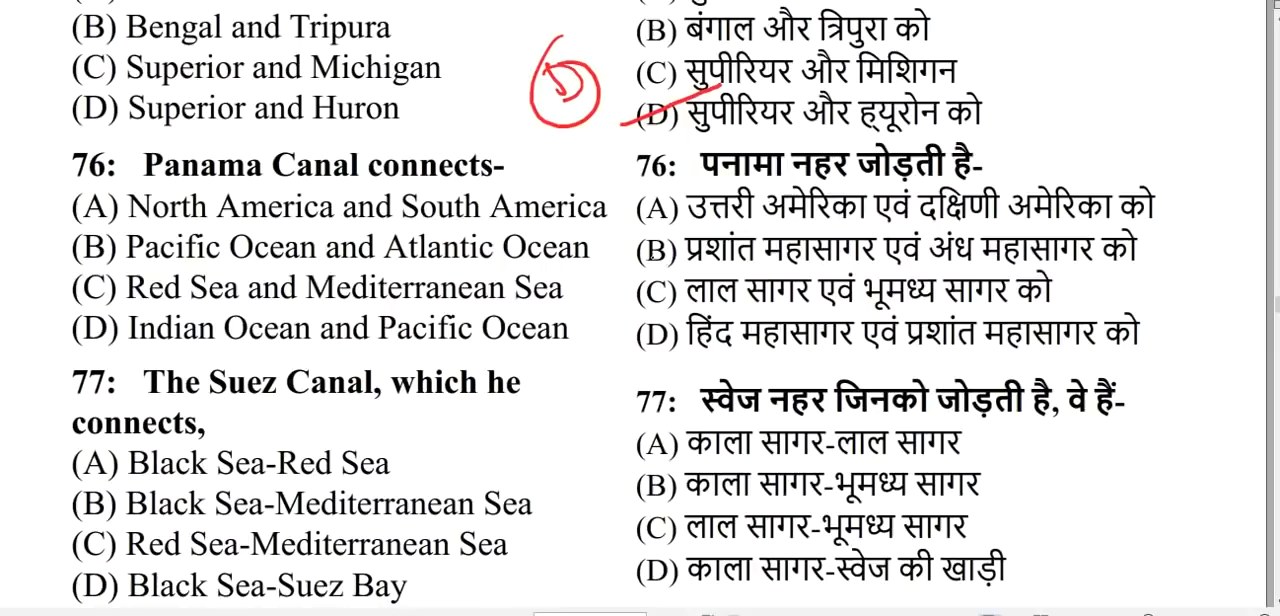 (B) Bengal and Tripura
(C) Superior and Michigan
(D) Superior and Huron
76: Panama Canal connects-
(A) North America and South America
(B) Pacific Ocean and Atlantic Ocean
(C) Red Sea and Mediterranean Sea
(D) Indian Ocean and Pacific Ocean
77: The Suez Canal, which he
connects,
(A) Black Sea-Red Sea
(B) Black Sea-Mediterranean Sea
(C) Red Sea-Mediterranean Sea
(D) Black Sea-Suez Bay
D
(B) बंगाल और त्रिपुरा को
(C) सुपीरियर और मिशिगन
(D) सुपीरियर और ह्यूरोन को
76: पनामा नहर जोड़ती है-
(A) उत्तरी अमेरिका एवं दक्षिणी अमेरिका को
(B) प्रशांत महासागर एवं अंध महासागर को
(C) लाल सागर एवं भूमध्य सागर को
(D) हिंद महासागर एवं प्रशांत महासागर को
77: स्वेज नहर जिनको जोड़ती है, वे हैं-
(A) काला सागर-लाल सागर
(B) काला सागर-भूमध्य सागर
(C) लाल सागर-भूमध्य सागर
(D) काला सागर-स्वेज की खाड़ी